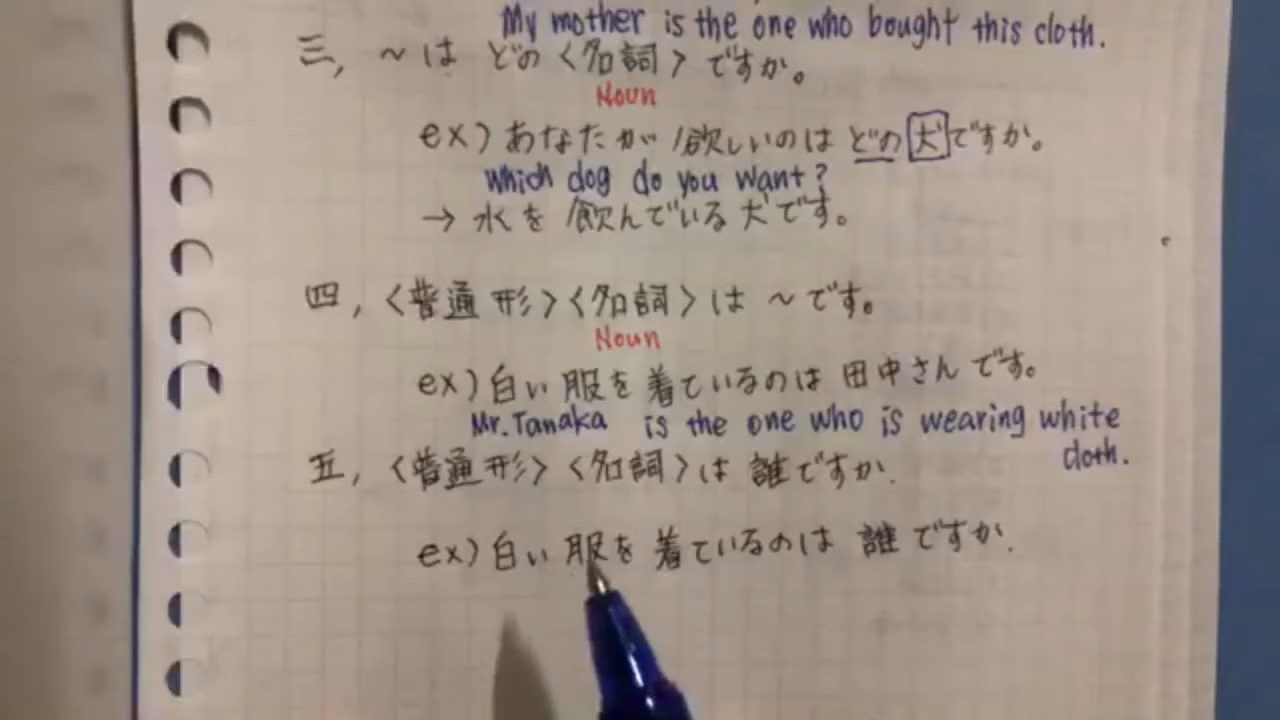 My mother is the one who bought this cloth.
三, ～は どの〈名詞〉ですか。
Noun
ex) あなたが 欲しいのは どの犬ですか。
which dog do you want?
→ 水を 飲んでいる 犬です。
四, 〈普通形〉〈名詞〉は ～です。
Noun
ex) 白い 服を 着ているのは 田中さん です。
Mr. Tanaka is the one who is wearing white
cloth.
五, 〈普通形〉〈名詞〉は 誰ですか.
ex) 白い 服を 着ているのは 誰 ですか.